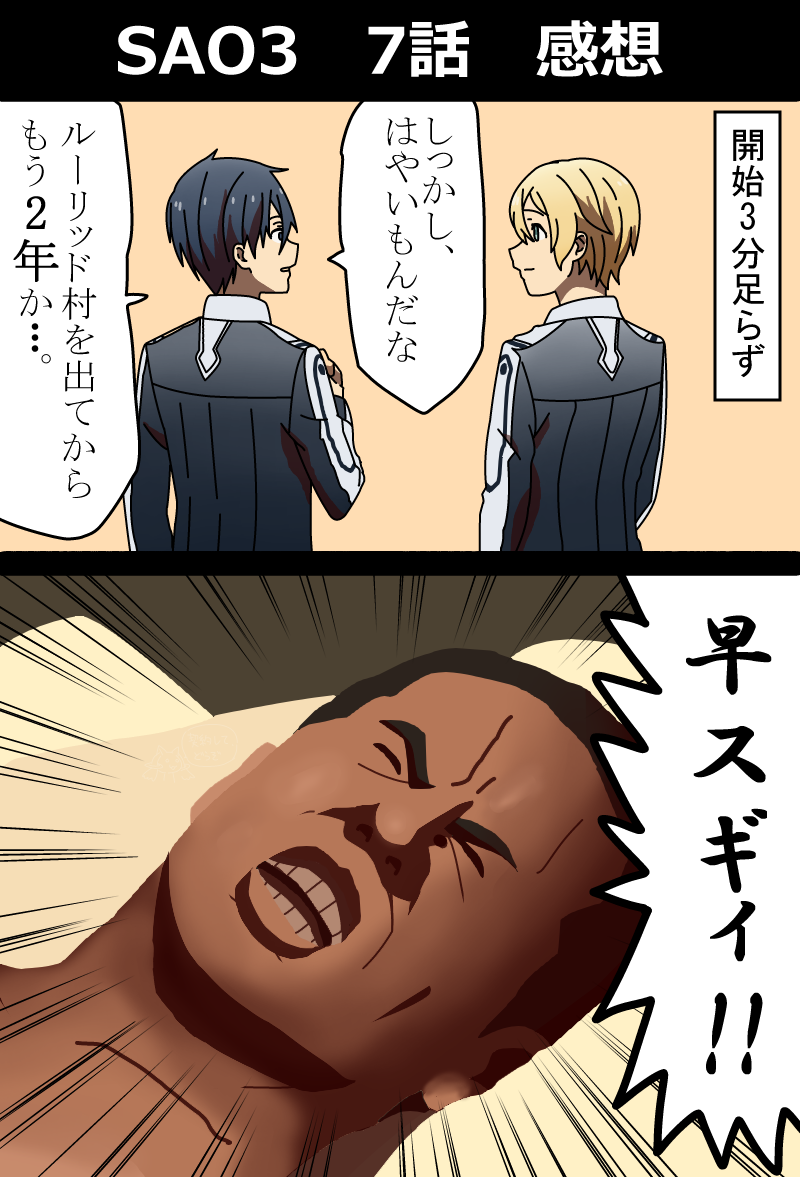 SAO3　7話　感想
開始3分足らず
しっかし、
はやいもんだな
ルーリッド村を出てから
もう2年か…。
早スギィ!!